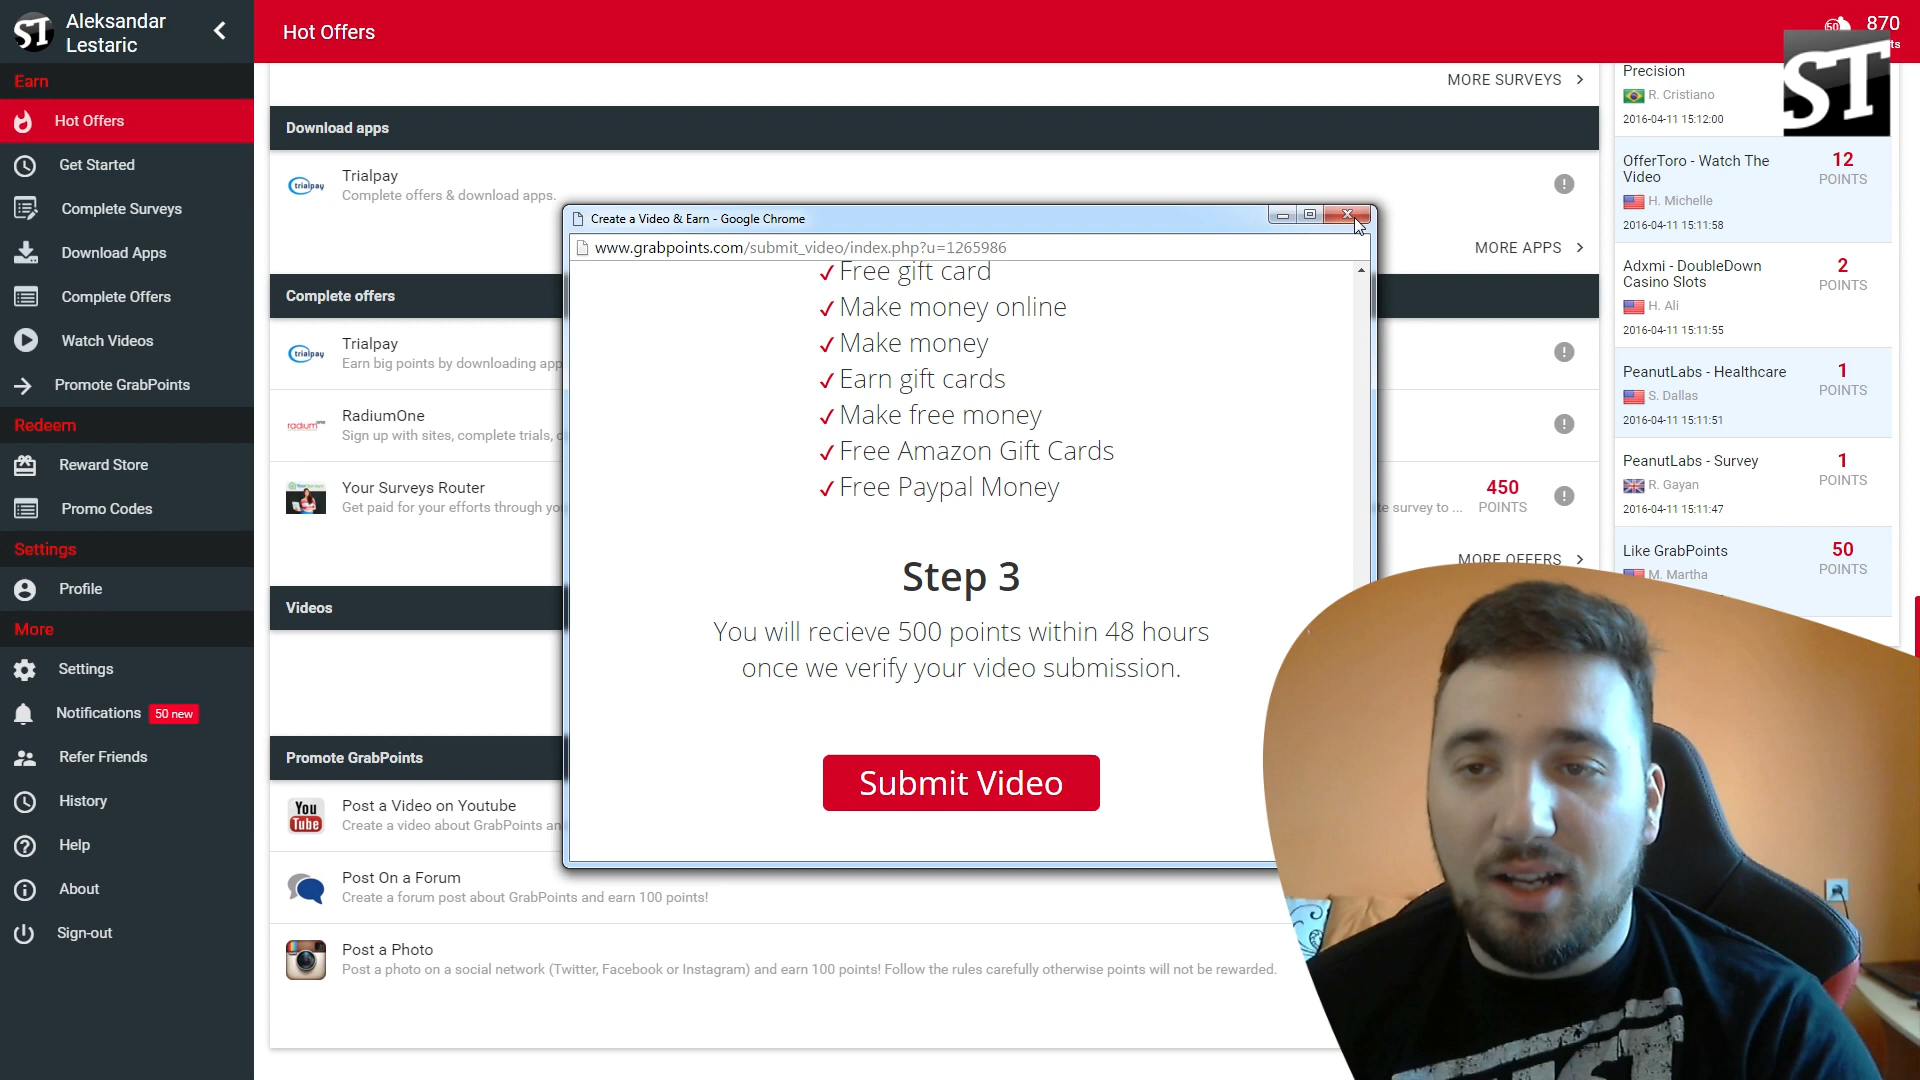 ST
Aleksandar
Lestaric
Earn
Hot Offers
Get Started
Complete Surveys
Download Apps
Complete Offers
Watch Videos
Promote GrabPoints
Redeem
Reward Store
Promo Codes
Settings
Profile
More
Settings
Notifications 50 new
Refer Friends
History
Help
About
Sign-out
Hot Offers
50
870
ts
ST
MORE SURVEYS
Download apps
Trialpay
Complete offers & download apps.
trialpay
MORE APPS
Complete offers
trialpay
Trialpay
Earn big points by downloading app
radiumone
RadiumOne
Sign up with sites, complete trials, c
Your Surveys Router
Get paid for your efforts through yo
te survey to ...
450
POINTS
MORE OFFERS
Videos
Promote GrabPoints
You
Tube
Post a Video on Youtube
Create a video about GrabPoints an
Post On a Forum
Create a forum post about GrabPoints and earn 100 points!
Post a Photo
Post a photo on a social network (Twitter, Facebook or Instagram) and earn 100 points! Follow the rules carefully otherwise points will not be rewarded.
Create a Video & Earn - Google Chrome
www.grabpoints.com/submit_video/index.php?u=1265986
Free gift card
Make money online
Make money
Earn gift cards
Make free money
Free Amazon Gift Cards
Free Paypal Money
Step 3
You will recieve 500 points within 48 hours
once we verify your video submission.
Submit Video
Precision
R. Cristiano
2016-04-11 15:12:00
OfferToro - Watch The
Video
12
POINTS
H. Michelle
2016-04-11 15:11:58
Adxmi - DoubleDown
Casino Slots
2
POINTS
H. Ali
2016-04-11 15:11:55
PeanutLabs - Healthcare
1
POINTS
S. Dallas
2016-04-11 15:11:51
PeanutLabs - Survey
1
POINTS
R. Gayan
2016-04-11 15:11:47
Like GrabPoints
50
POINTS
M. Martha